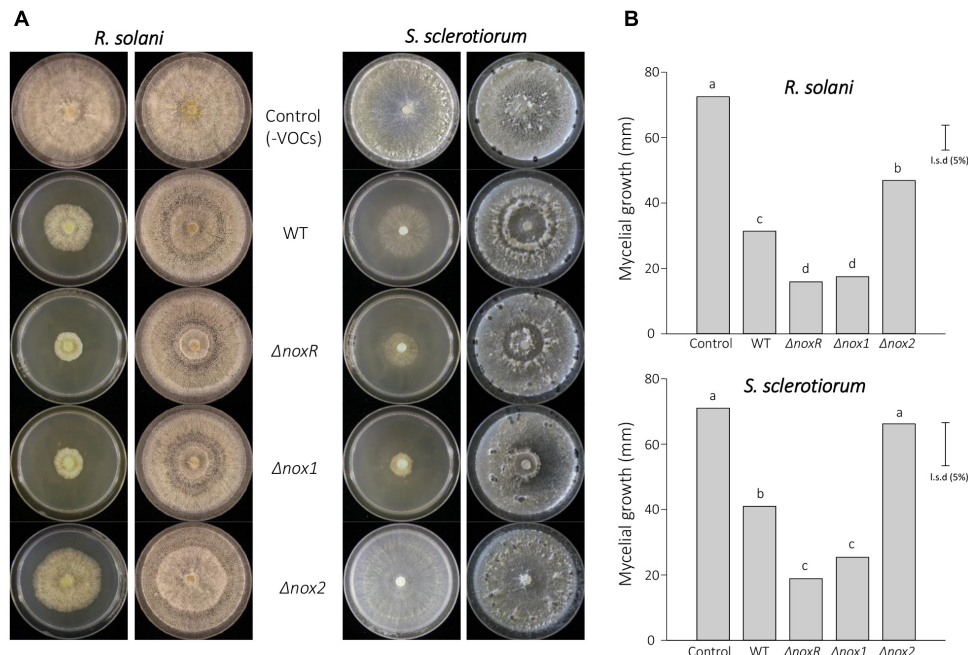 A
R. solani
S. sclerotiorum
Control
(-VOCs)
WT
ΔnoxR
Δnox1
Δnox2
B
R. solani
Mycelial growth (mm)
80
60
40
20
0
a
c
d
d
b
l.s.d (5%)
Control WT ΔnoxR Δnox1 Δnox2
S. sclerotiorum
Mycelial growth (mm)
80
60
40
20
0
a
b
c
c
a
l.s.d (5%)
Control WT ΔnoxR Δnox1 Δnox2